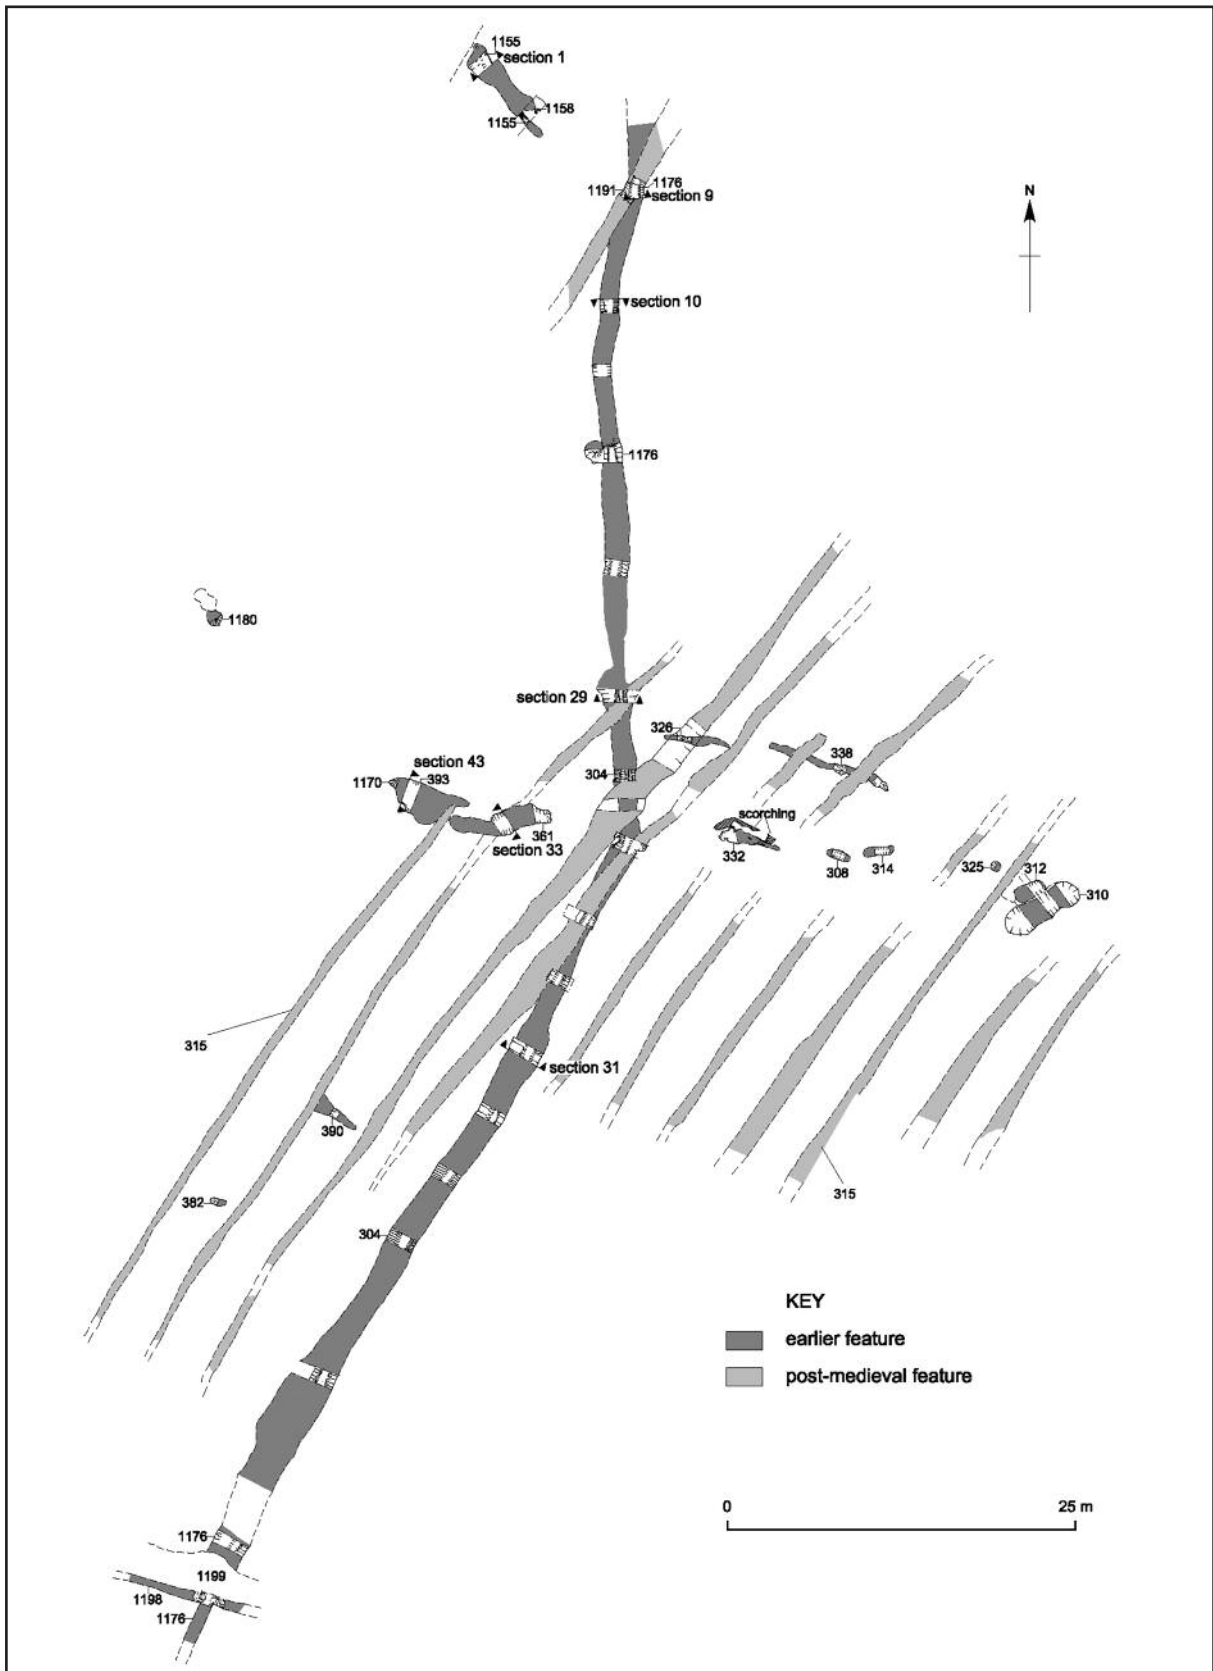 1155
section 1
1158
1155
N
1176
1191
section 9
section 10
1176
1180
section 29
326
338
section 43
304
1170
393
scorching
361
332
section 33
308
314
325
312
310
315
section 31
390
315
382
304
KEY
earlier feature
post-medieval feature
0 25 m
1176
1199
1198
1176